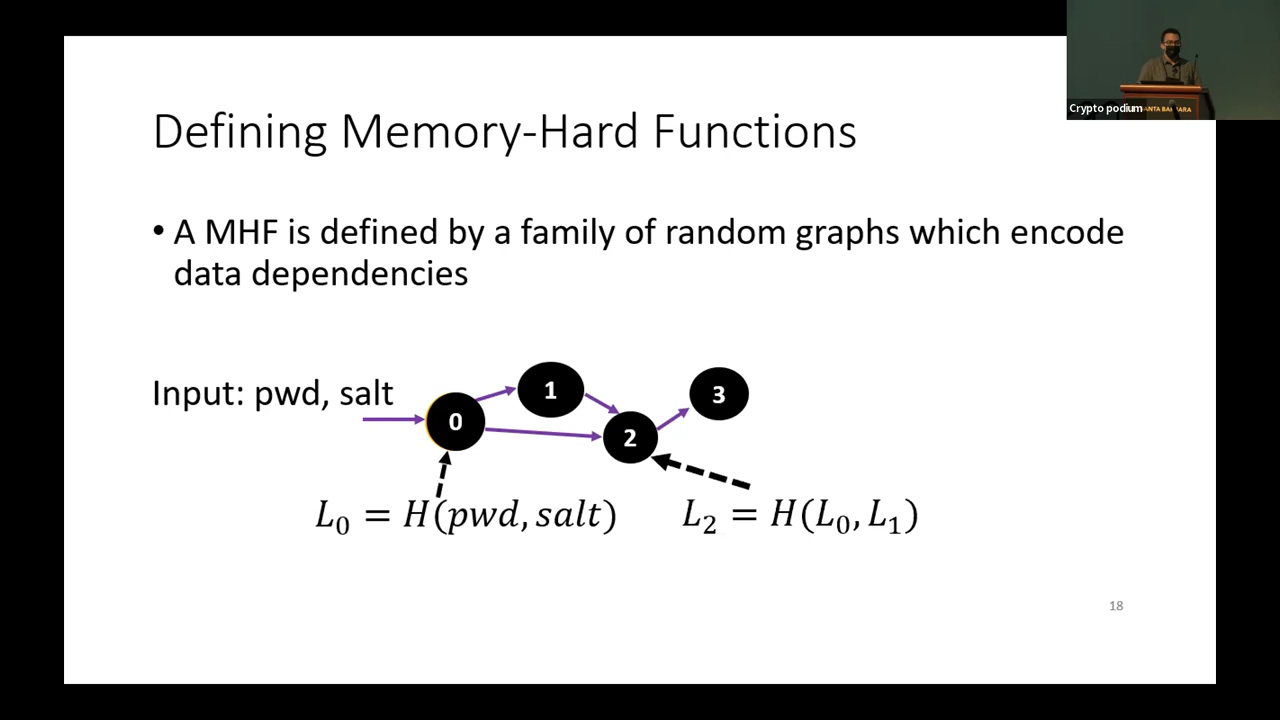 Crypto podium
Defining Memory-Hard Functions
• A MHF is defined by a family of random graphs which encode
data dependencies
Input: pwd, salt
0
1
2
3
L₀ = H(pwd, salt)
L₂ = H(L₀, L₁)
18